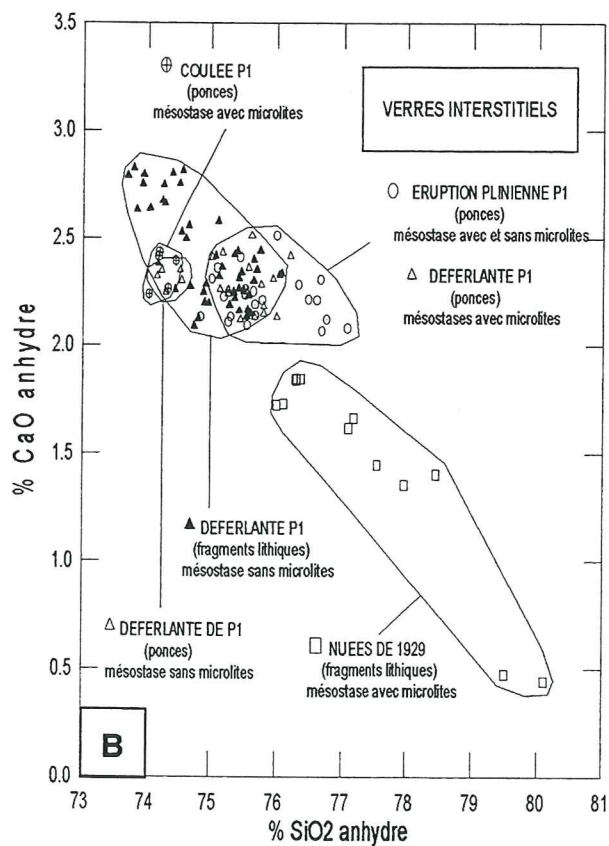 3.5
3.0
2.5
2.0
1.5
1.0
0.5
0.0
% CaO anhydre
COULEE P1
(ponces)
mésostase avec microlites
VERRES INTERSTITIELS
ERUPTION PLINIENNE P1
(ponces)
mésostase avec et sans microlites
DEFERLANTE P1
(ponces)
mésostases avec microlites
DEFERLANTE P1
(fragments lithiques)
mésostase sans microlites
DEFERLANTE DE P1
(ponces)
mésostase sans microlites
NUEES DE 1929
(fragments lithiques)
mésostase avec microlites
B
73 74 75 76 77 78 79 80 81
% SiO2 anhydre